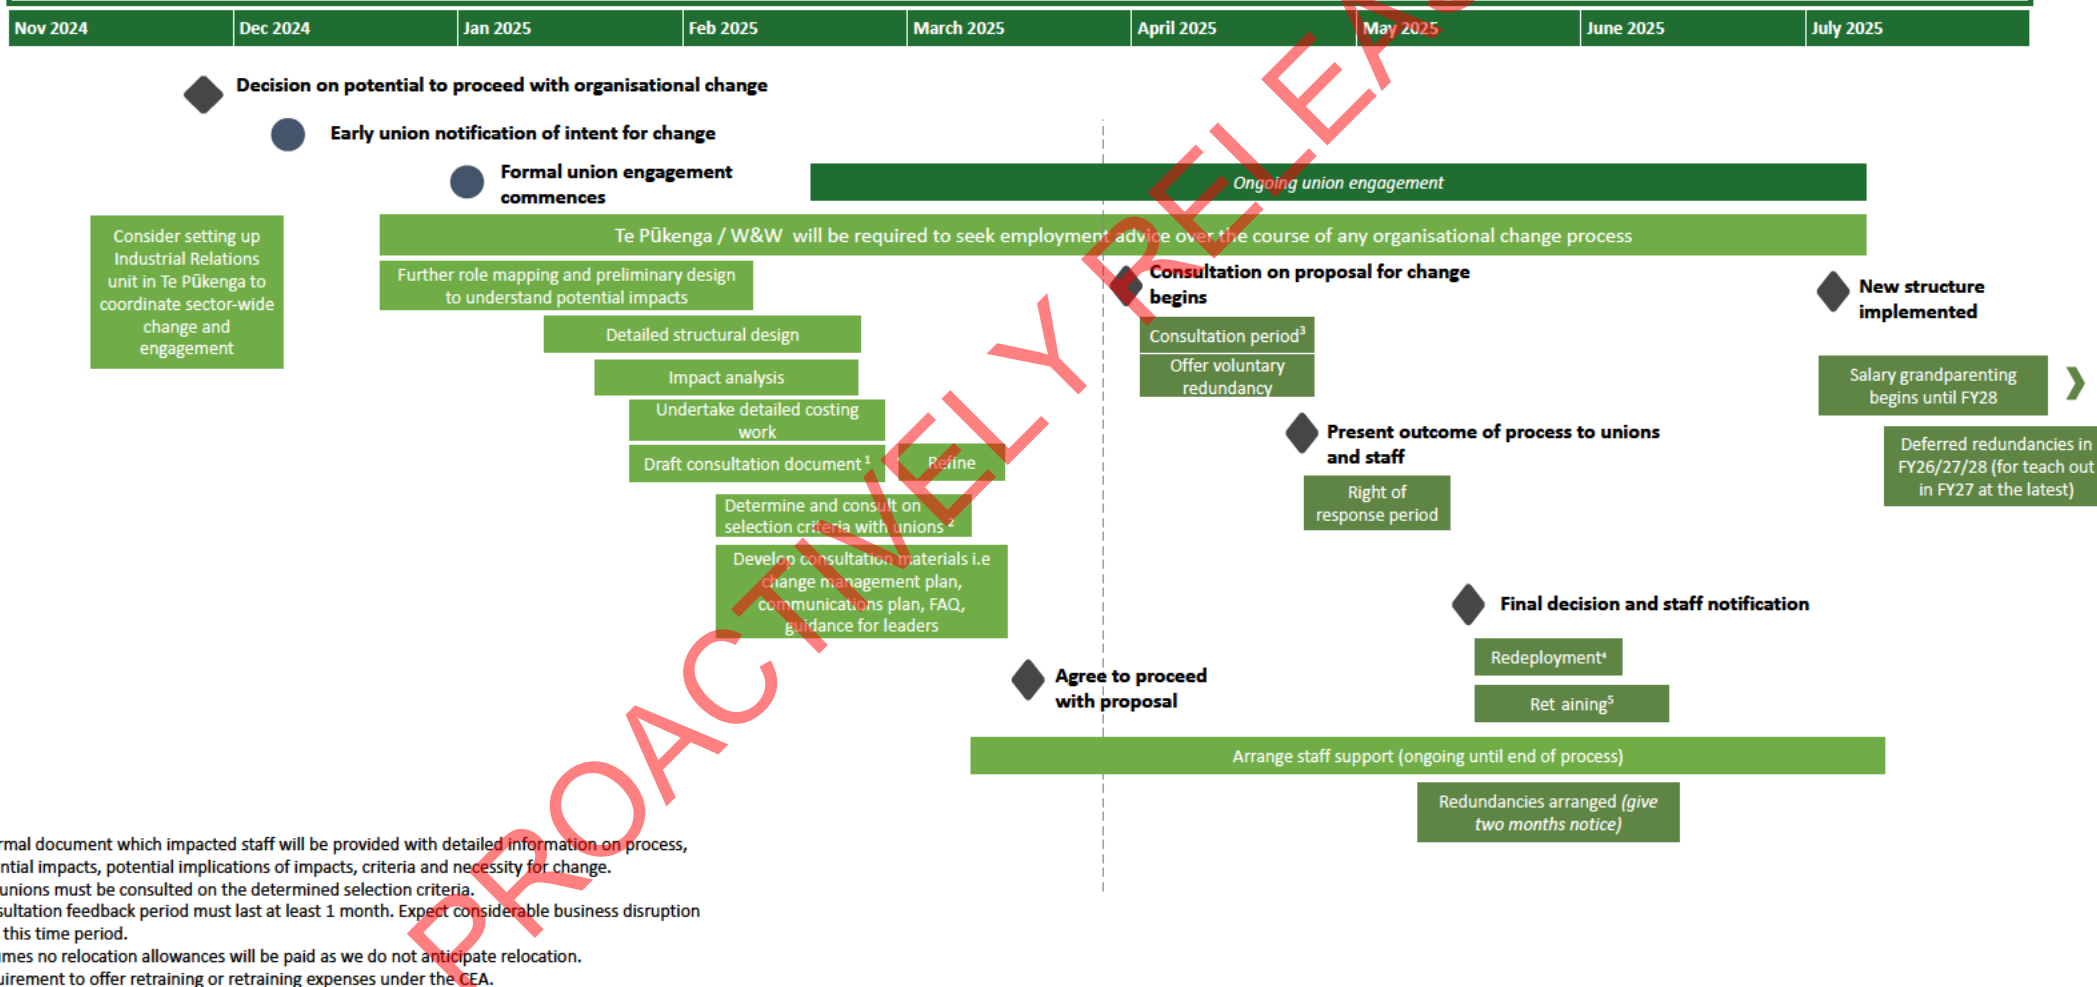 Nov 2024
Dec 2024
Jan 2025
Feb 2025
March 2025
April 2025
May 2025
June 2025
July 2025
Decision on potential to proceed with organisational change
Early union notification of intent for change
Formal union engagement
commences
Ongoing union engagement
Consider setting up
Industrial Relations
unit in Te Pūkenga to
coordinate sector-wide
change and
engagement
Te Pūkenga / W&W will be required to seek employment advice over the course of any organisational change process
Further role mapping and preliminary design
to understand potential impacts
Detailed structural design
Impact analysis
Undertake detailed costing
work
Draft consultation document ¹
Refine
Determine and consult on
selection criteria with unions ²
Develop consultation materials i.e
change management plan,
communications plan, FAQ,
guidance for leaders
Consultation on proposal for change
begins
Consultation period³
Offer voluntary
redundancy
New structure
implemented
Salary grandparenting
begins until FY28
Deferred redundancies in
FY26/27/28 (for teach out
in FY27 at the latest)
Present outcome of process to unions
and staff
Right of
response period
Final decision and staff notification
Redeployment⁴
Ret aining⁵
Agree to proceed
with proposal
Arrange staff support (ongoing until end of process)
Redundancies arranged (give
two months notice)
rmal document which impacted staff will be provided with detailed information on process,
ntial impacts, potential implications of impacts, criteria and necessity for change.
unions must be consulted on the determined selection criteria.
sultation feedback period must last at least 1 month. Expect considerable business disruption
this time period.
mes no relocation allowances will be paid as we do not anticipate relocation.
uirement to offer retraining or retraining expenses under the CEA.
PROACTIVELY RELEAS